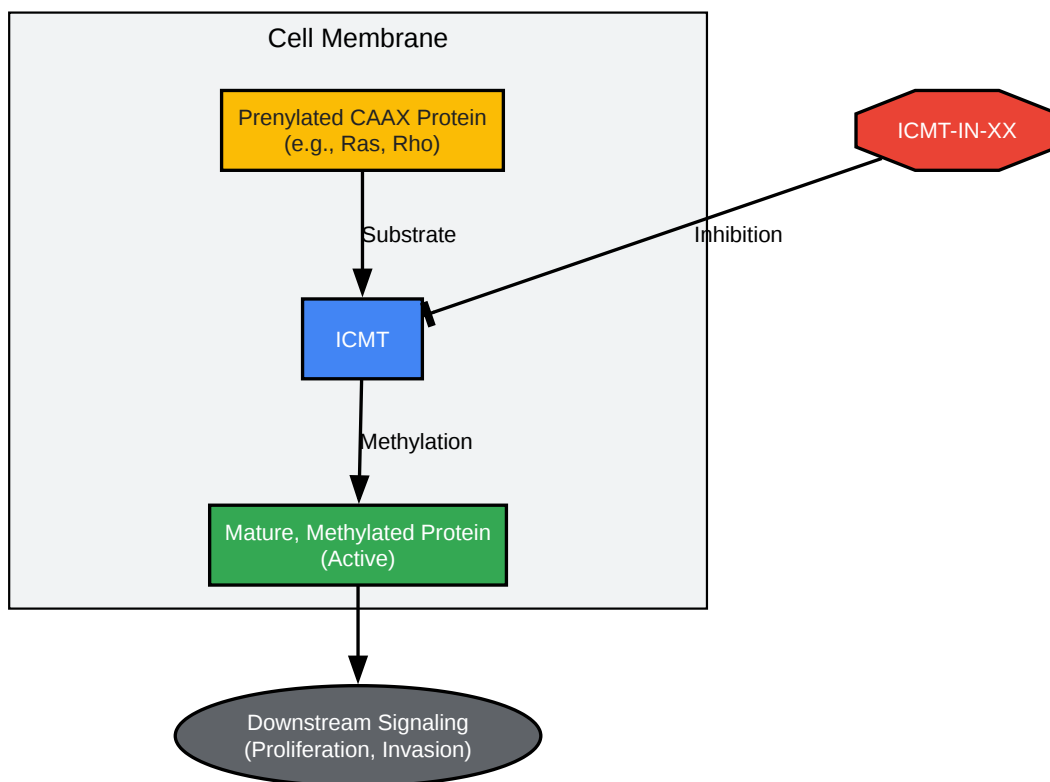 Cell Membrane
Prenylated CAAX Protein
(e.g., Ras, Rho)
ICMT-IN-XX
Substrate
Inhibition
ICMT
Methylation
Mature, Methylated Protein
(Active)
Downstream Signaling
(Proliferation, Invasion)